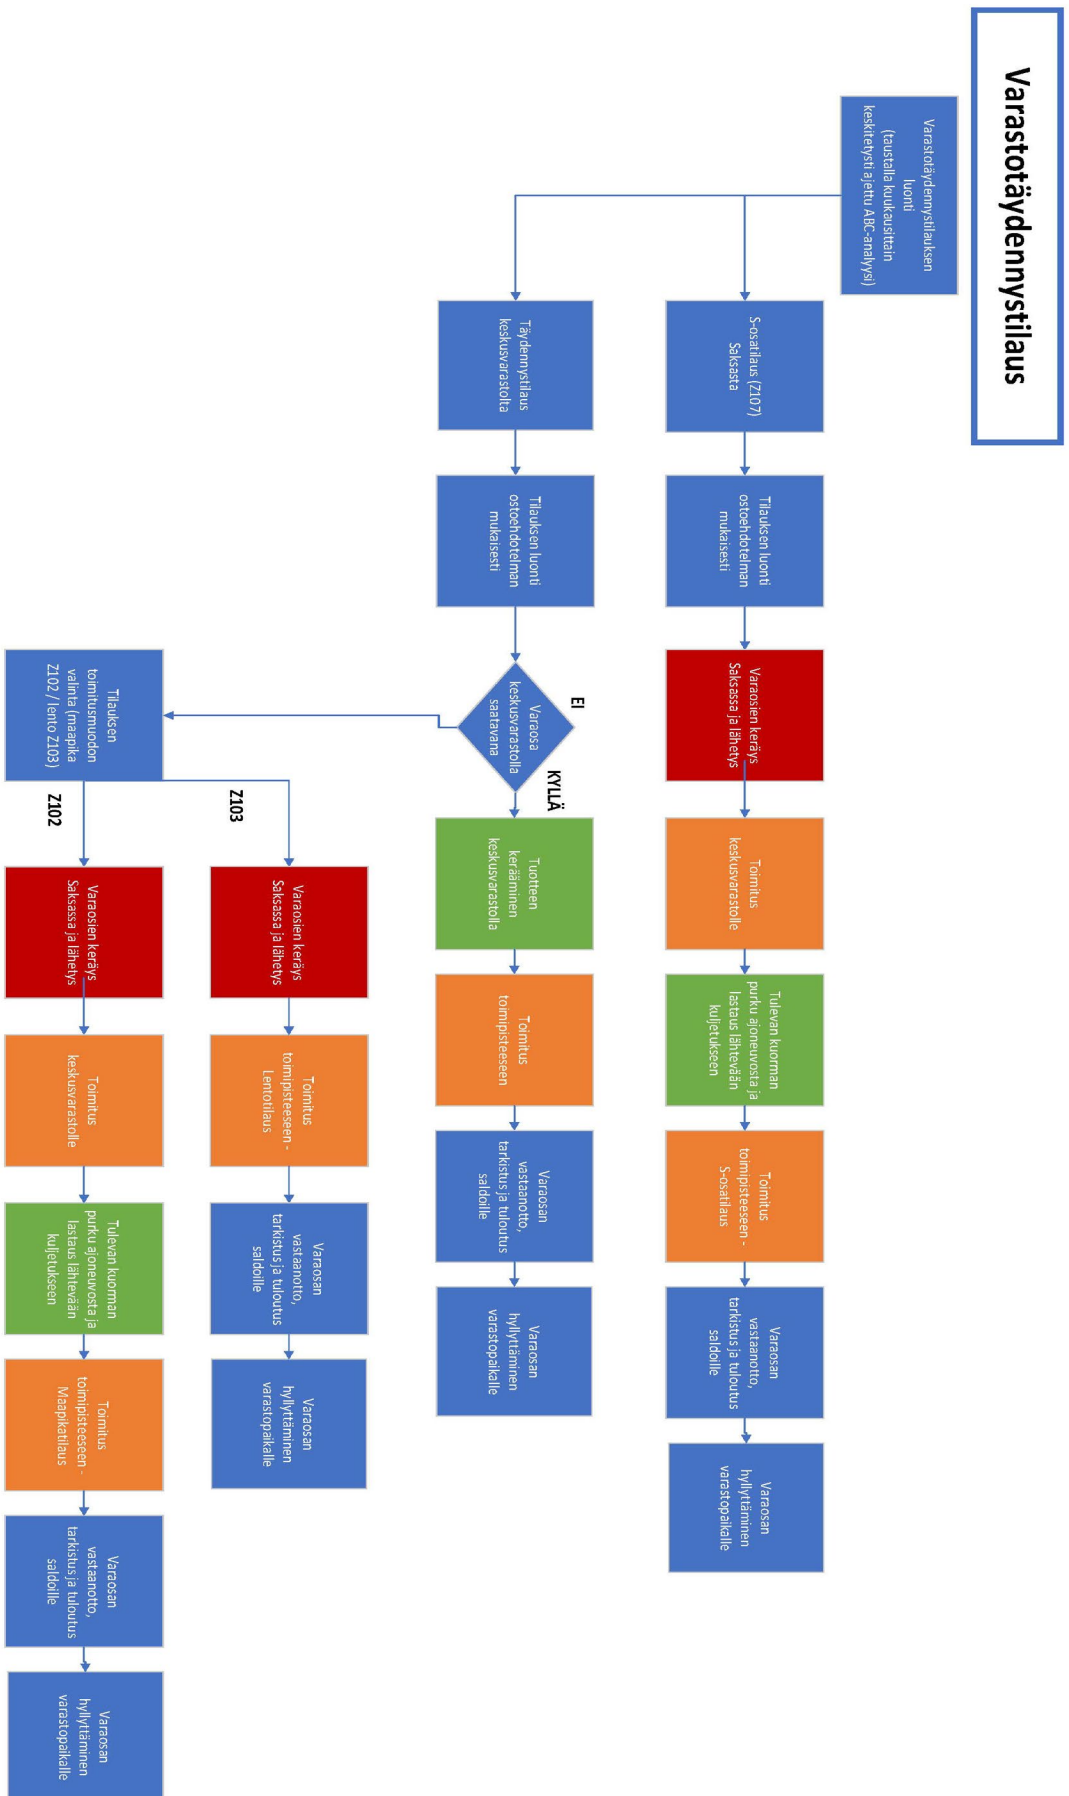 Varastotäydennystilaus
Varastotäydennystilauksen
luonti
(taustalla kuukausittain
keskitetysti ajettu ABC-analyysi)
S-osatilaus (Z107)
Saksasta
Tilauksen luonti
ostoehdotelman
mukaisesti
Varaosien keräys
Saksassa ja lähetys
Toimitus
keskusvarastolle
Tulevan kuorman
purku ajoneuvosta ja
lastaus lähtevään
kuljetukseen
Toimitus
toimipisteeseen -
S-osatilaus
Varaosan
vastaanotto,
tarkistus ja tuloutus
saldoille
Varaosan
hyllyttäminen
varastopaikalle
Täydennystilaus
keskusvarastolta
Tilauksen luonti
ostoehdotelman
mukaisesti
Varaosa
keskusvarastolla
saatavana
EI
KYLLÄ
Tuotteen
kerääminen
keskusvarastolla
Toimitus
toimipisteeseen
Varaosan
vastaanotto,
tarkistus ja tuloutus
saldoille
Varaosan
hyllyttäminen
varastopaikalle
Tilauksen
toimitusmuodon
valinta (maapika
Z102 / lento Z103)
Z103
Varaosien keräys
Saksassa ja lähetys
Toimitus
toimipisteeseen -
Lentotilaus
Varaosan
vastaanotto,
tarkistus ja tuloutus
saldoille
Varaosan
hyllyttäminen
varastopaikalle
Z102
Varaosien keräys
Saksassa ja lähetys
Toimitus
keskusvarastolle
Tulevan kuorman
purku ajoneuvosta ja
lastaus lähtevään
kuljetukseen
Toimitus
toimipisteeseen -
Maapikatilaus
Varaosan
vastaanotto,
tarkistus ja tuloutus
saldoille
Varaosan
hyllyttäminen
varastopaikalle